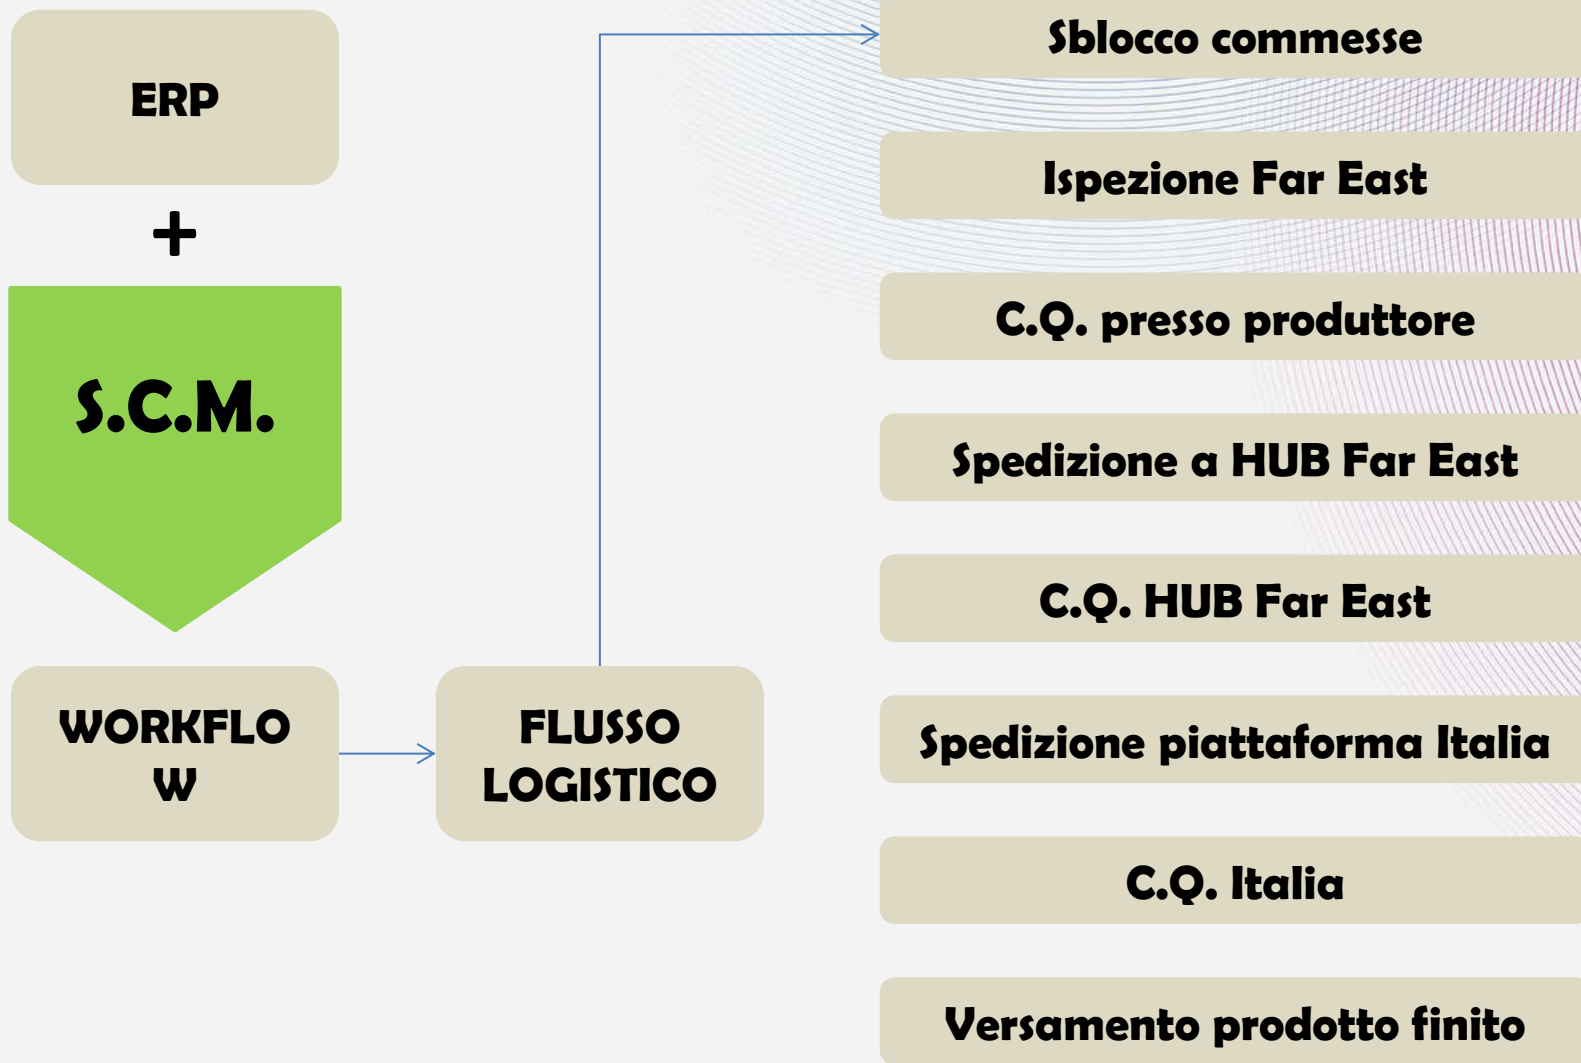 ERP
+
S.C.M.
WORKFLO
W
FLUSSO
LOGISTICO
Sblocco commesse
Ispezione Far East
C.Q. presso produttore
Spedizione a HUB Far East
C.Q. HUB Far East
Spedizione piattaforma Italia
C.Q. Italia
Versamento prodotto finito